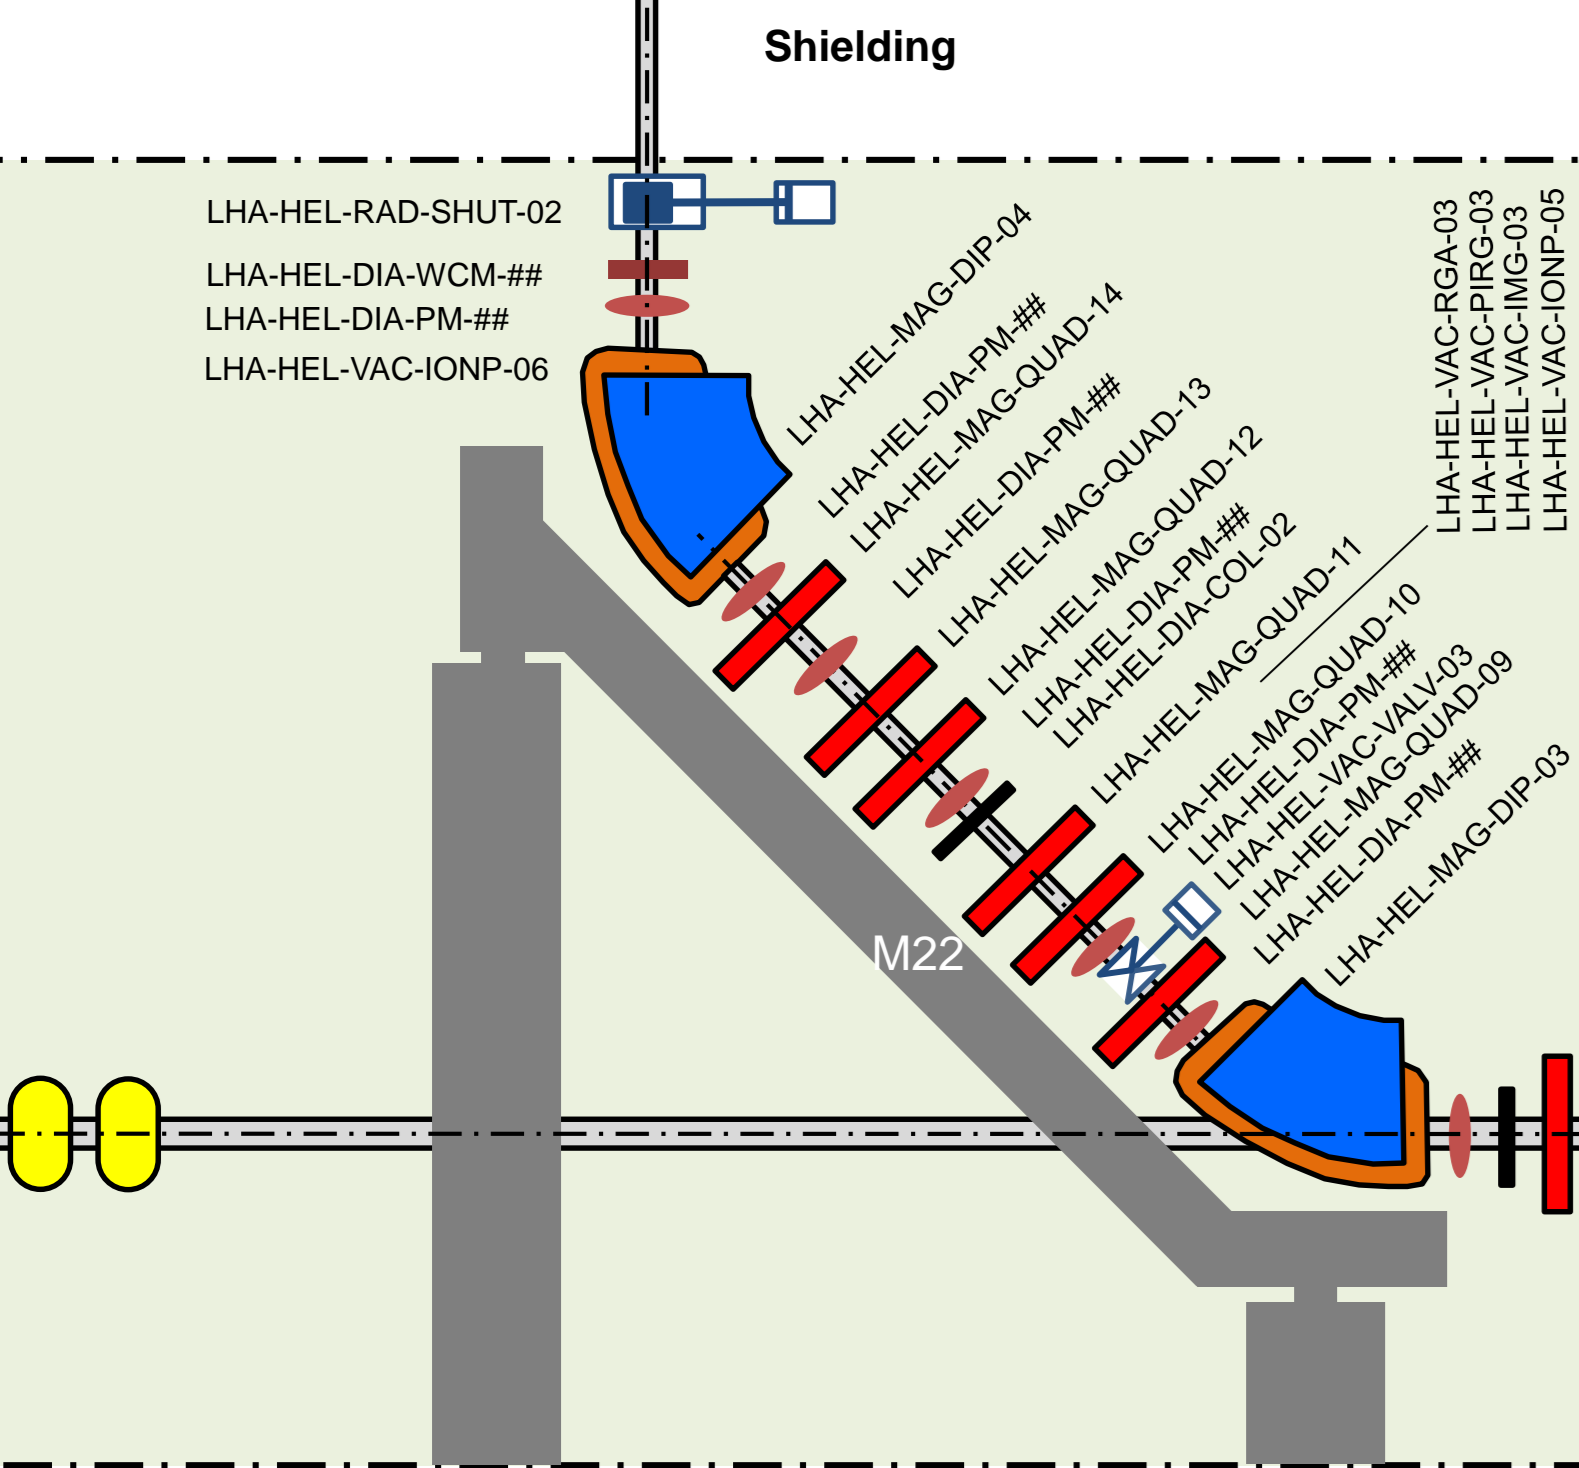 Shielding
LHA-HEL-RAD-SHUT-02
LHA-HEL-DIA-WCM-##
LHA-HEL-DIA-PM-##
LHA-HEL-VAC-IONP-06
LHA-HEL-MAG-DIP-04
LHA-HEL-DIA-PM-##
LHA-HEL-MAG-QUAD-14
LHA-HEL-DIA-PM-##
LHA-HEL-MAG-QUAD-13
LHA-HEL-MAG-QUAD-12
LHA-HEL-DIA-PM-##
LHA-HEL-DIA-COL-02
LHA-HEL-MAG-QUAD-11
LHA-HEL-VAC-RGA-03
LHA-HEL-VAC-PIRG-03
LHA-HEL-VAC-IMG-03
LHA-HEL-VAC-IONP-05
LHA-HEL-MAG-QUAD-10
LHA-HEL-DIA-PM-##
LHA-HEL-VAC-VALV-03
LHA-HEL-MAG-QUAD-09
LHA-HEL-DIA-PM-##
LHA-HEL-MAG-DIP-03
M22